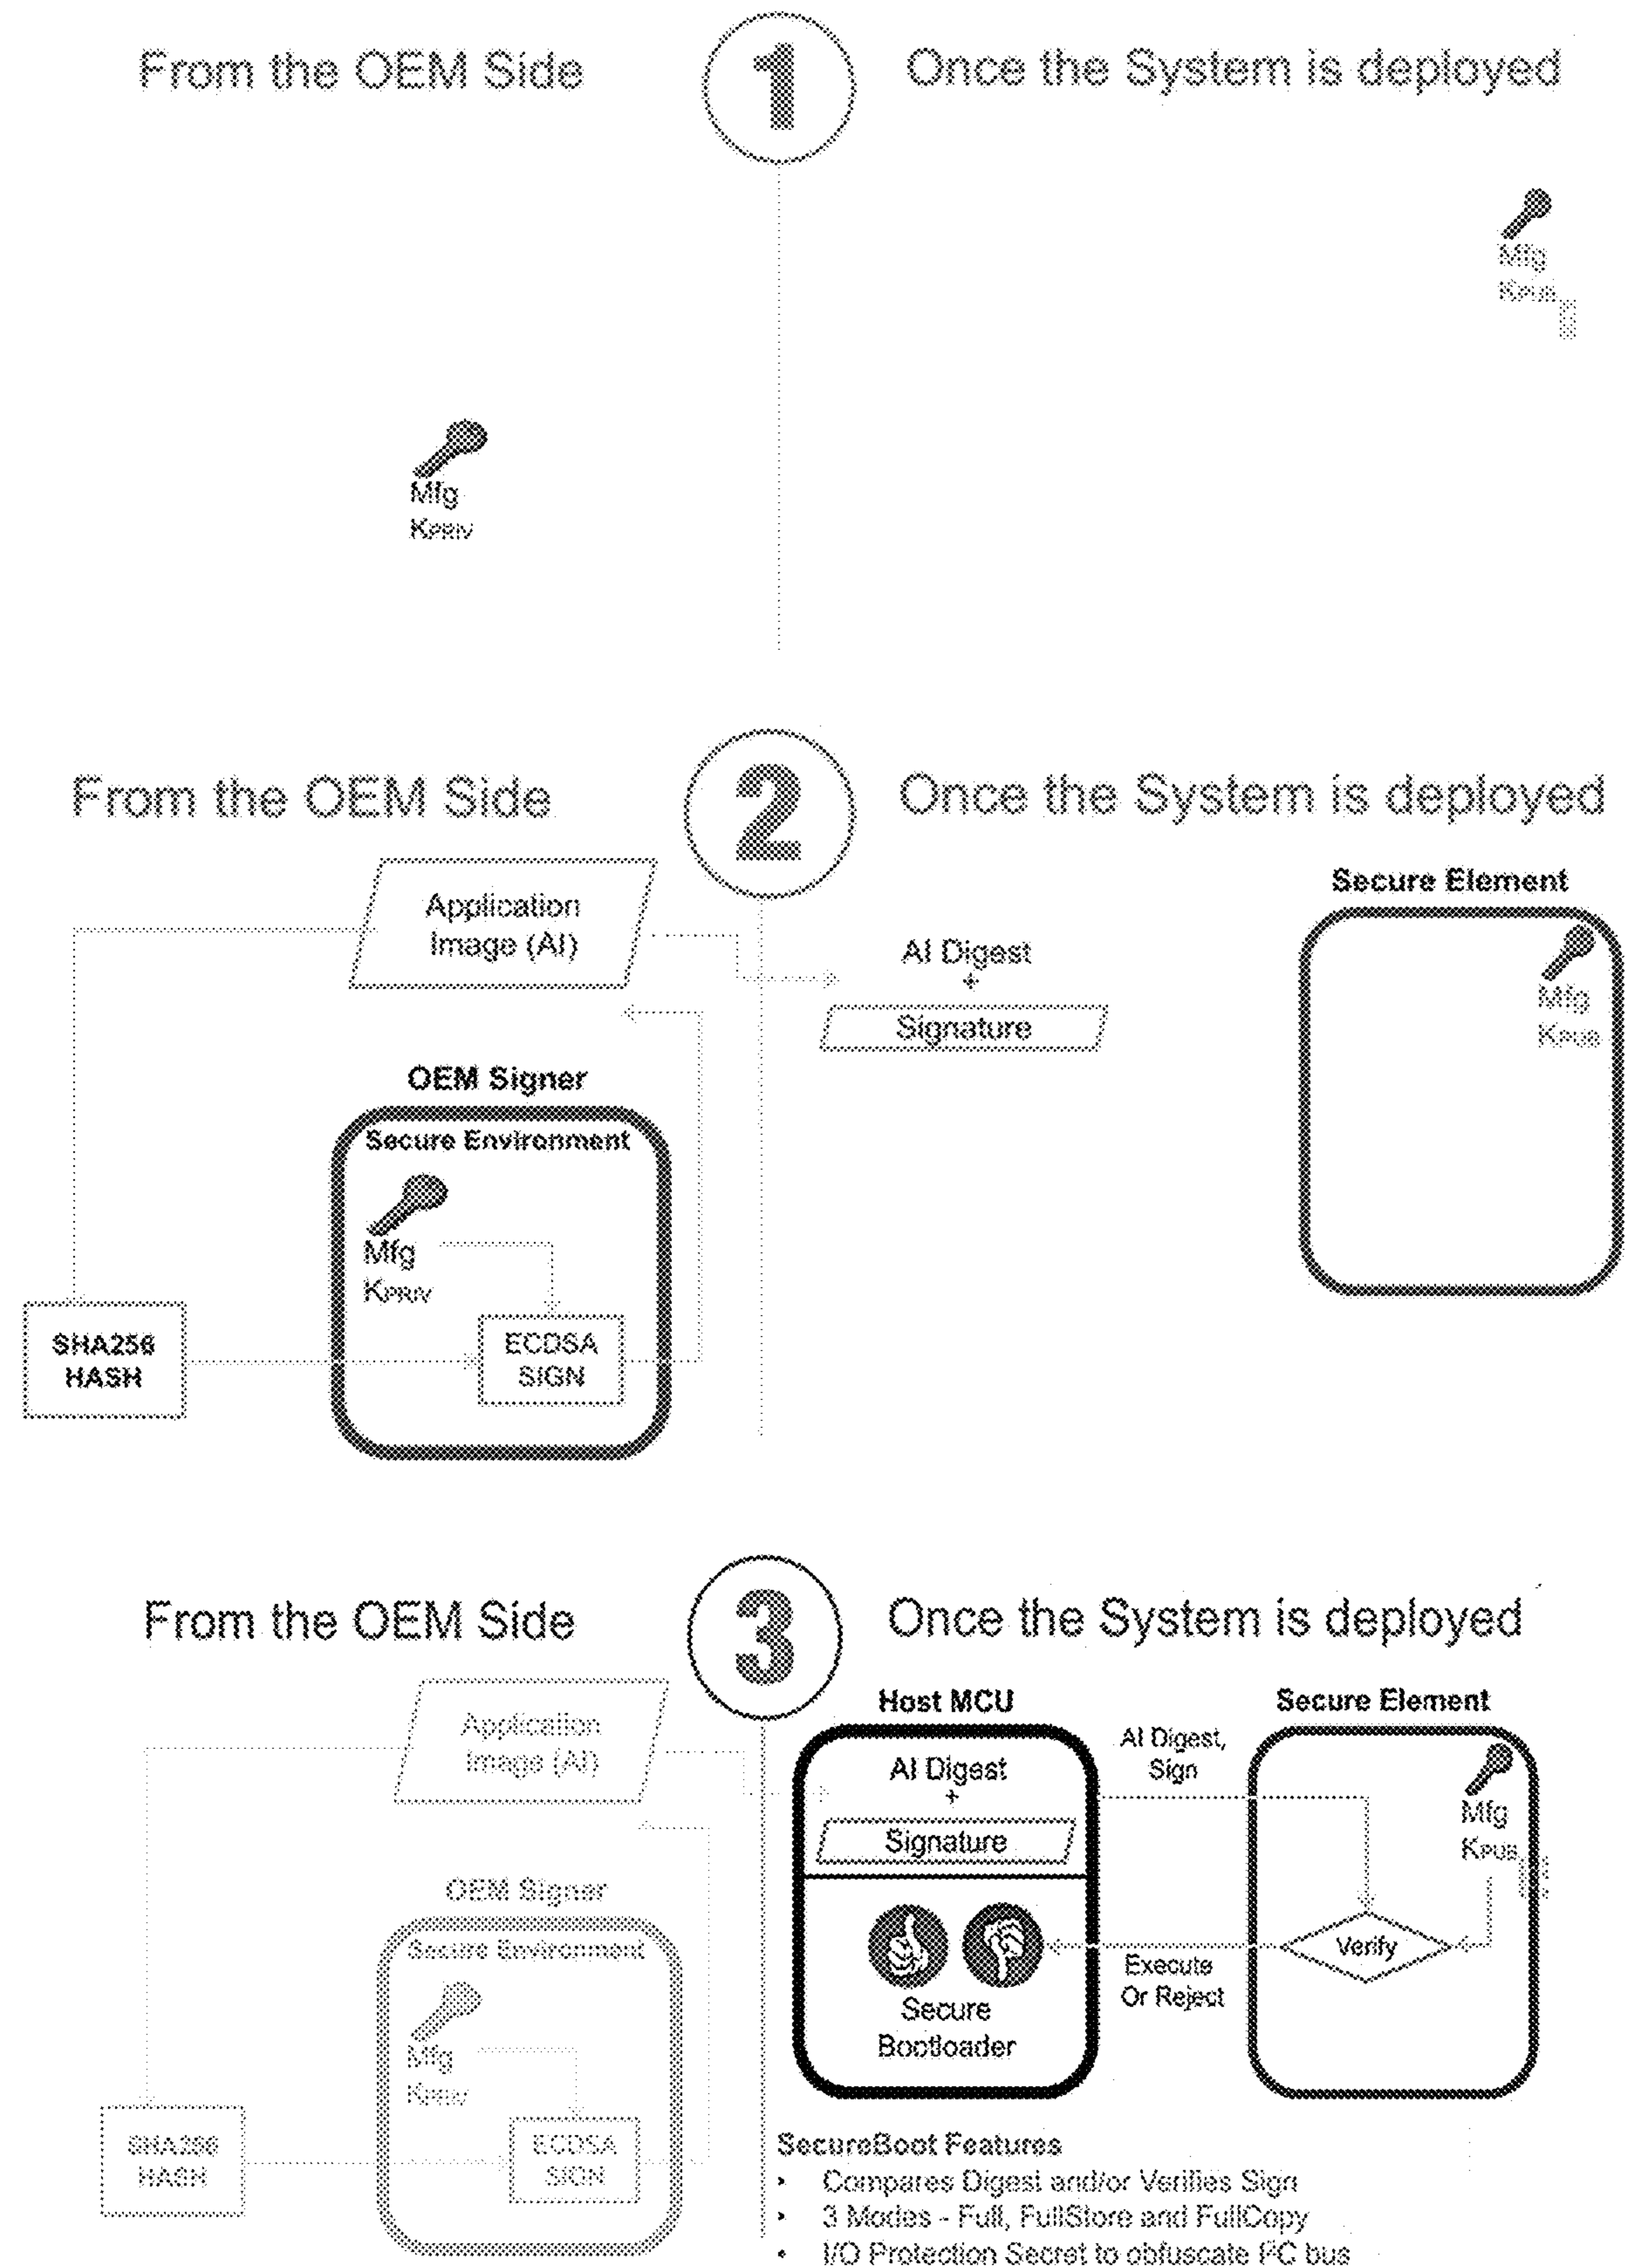 From the OEM Side
1
Once the System is deployed
Mfg
KPUB
Mfg
KPRIV
From the OEM Side
2
Once the System is deployed
Application
Image (AI)
AI Digest
+
Signature
Secure Element
Mfg
KPUB
OEM Signer
Secure Environment
Mfg
KPRIV
SHA256
HASH
ECDSA
SIGN
From the OEM Side
3
Once the System is deployed
Application
Image (AI)
OEM Signer
Secure Environment
Mfg
KPRIV
SHA256
HASH
ECDSA
SIGN
Host MCU
AI Digest
+
Signature
Secure
Bootloader
AI Digest,
Sign
Execute
Or Reject
Secure Element
Mfg
KPUB
Verify
SecureBoot Features
• Compares Digest and/or Verifies Sign
• 3 Modes - Full, FullStore and FullCopy
• I/O Protection Secret to obfuscate I²C bus